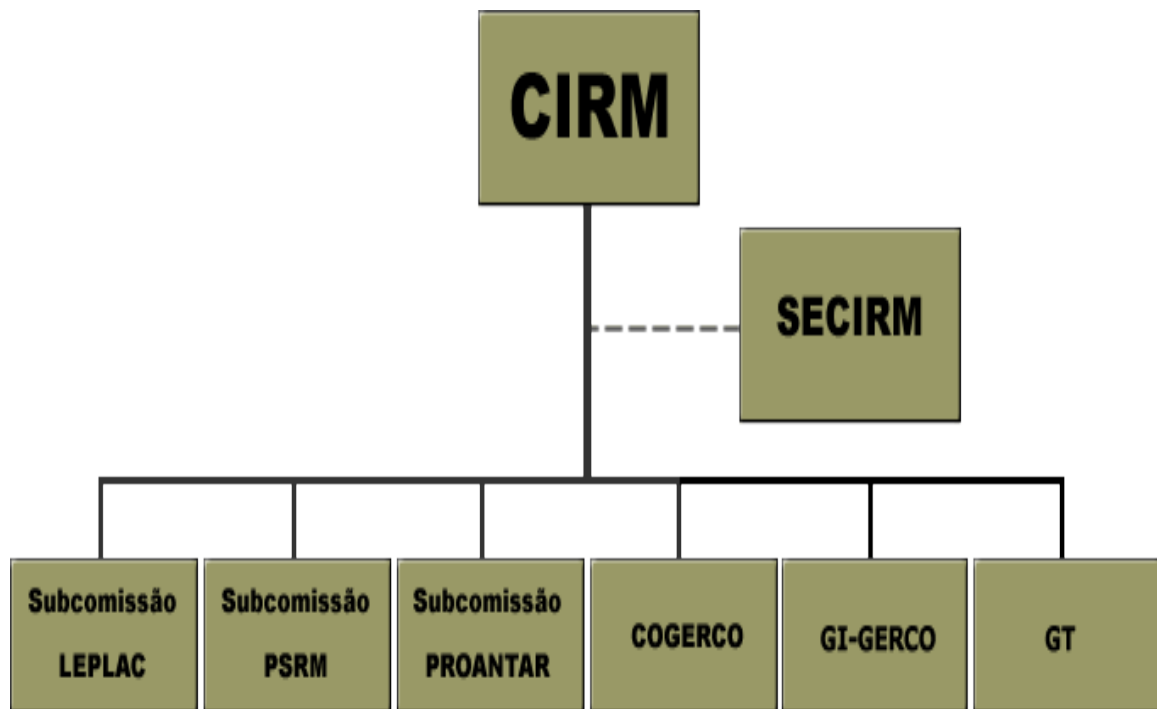 CIRM
SECIRM
Subcomissão
LEPLAC
Subcomissão
PSRM
Subcomissão
PROANTAR
COGERCO
GI-GERCO
GT